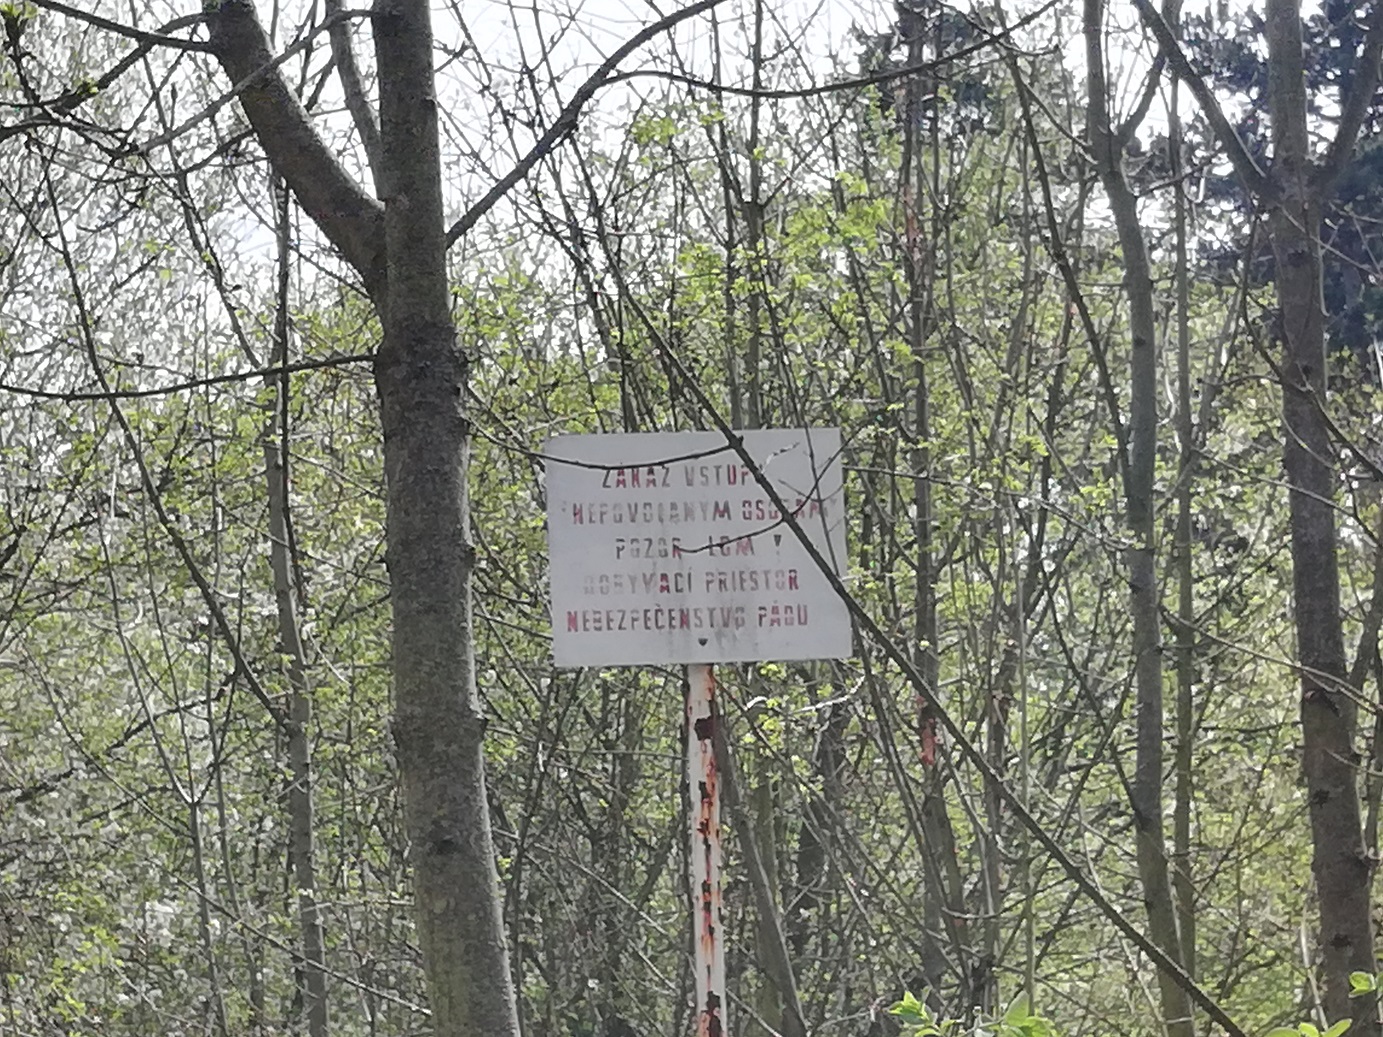 ZÁKAZ VSTUPU
"NEPOVOLANÝM OSOBÁM"
POZOR LOM !
DOBÝVACÍ PRIESTOR
NEBEZPEČENSTVO PÁDU